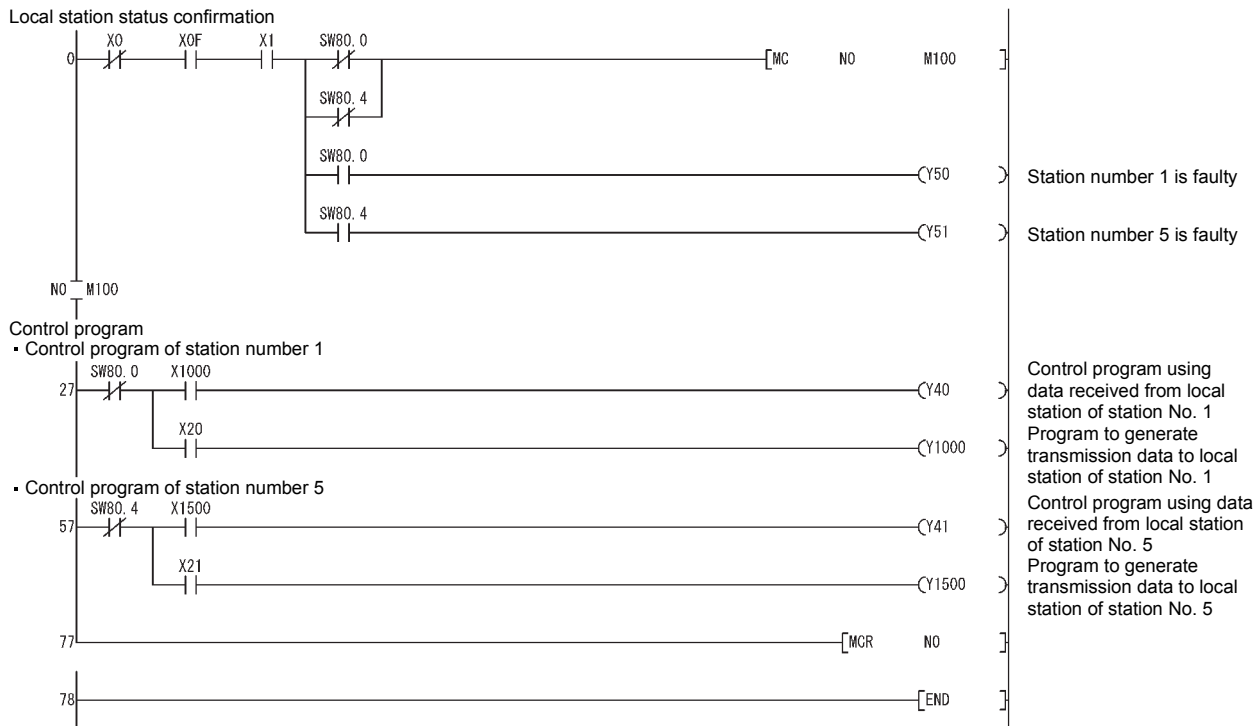 Local station status confirmation
X0 X0F X1 SW80.0
0 [MC N0 M100 ]
SW80.4
SW80.0
(Y50 ) Station number 1 is faulty
SW80.4
(Y51 ) Station number 5 is faulty
N0 M100
Control program
▪ Control program of station number 1
SW80.0 X1000
27 (Y40 )
Control program using
data received from local
station of station No. 1
X20
(Y1000 )
Program to generate
transmission data to local
station of station No. 1
▪ Control program of station number 5
SW80.4 X1500
57 (Y41 )
Control program using data
received from local station
of station No. 5
X21
(Y1500 )
Program to generate
transmission data to local
station of station No. 5
77 [MCR N0 ]
78 [END ]